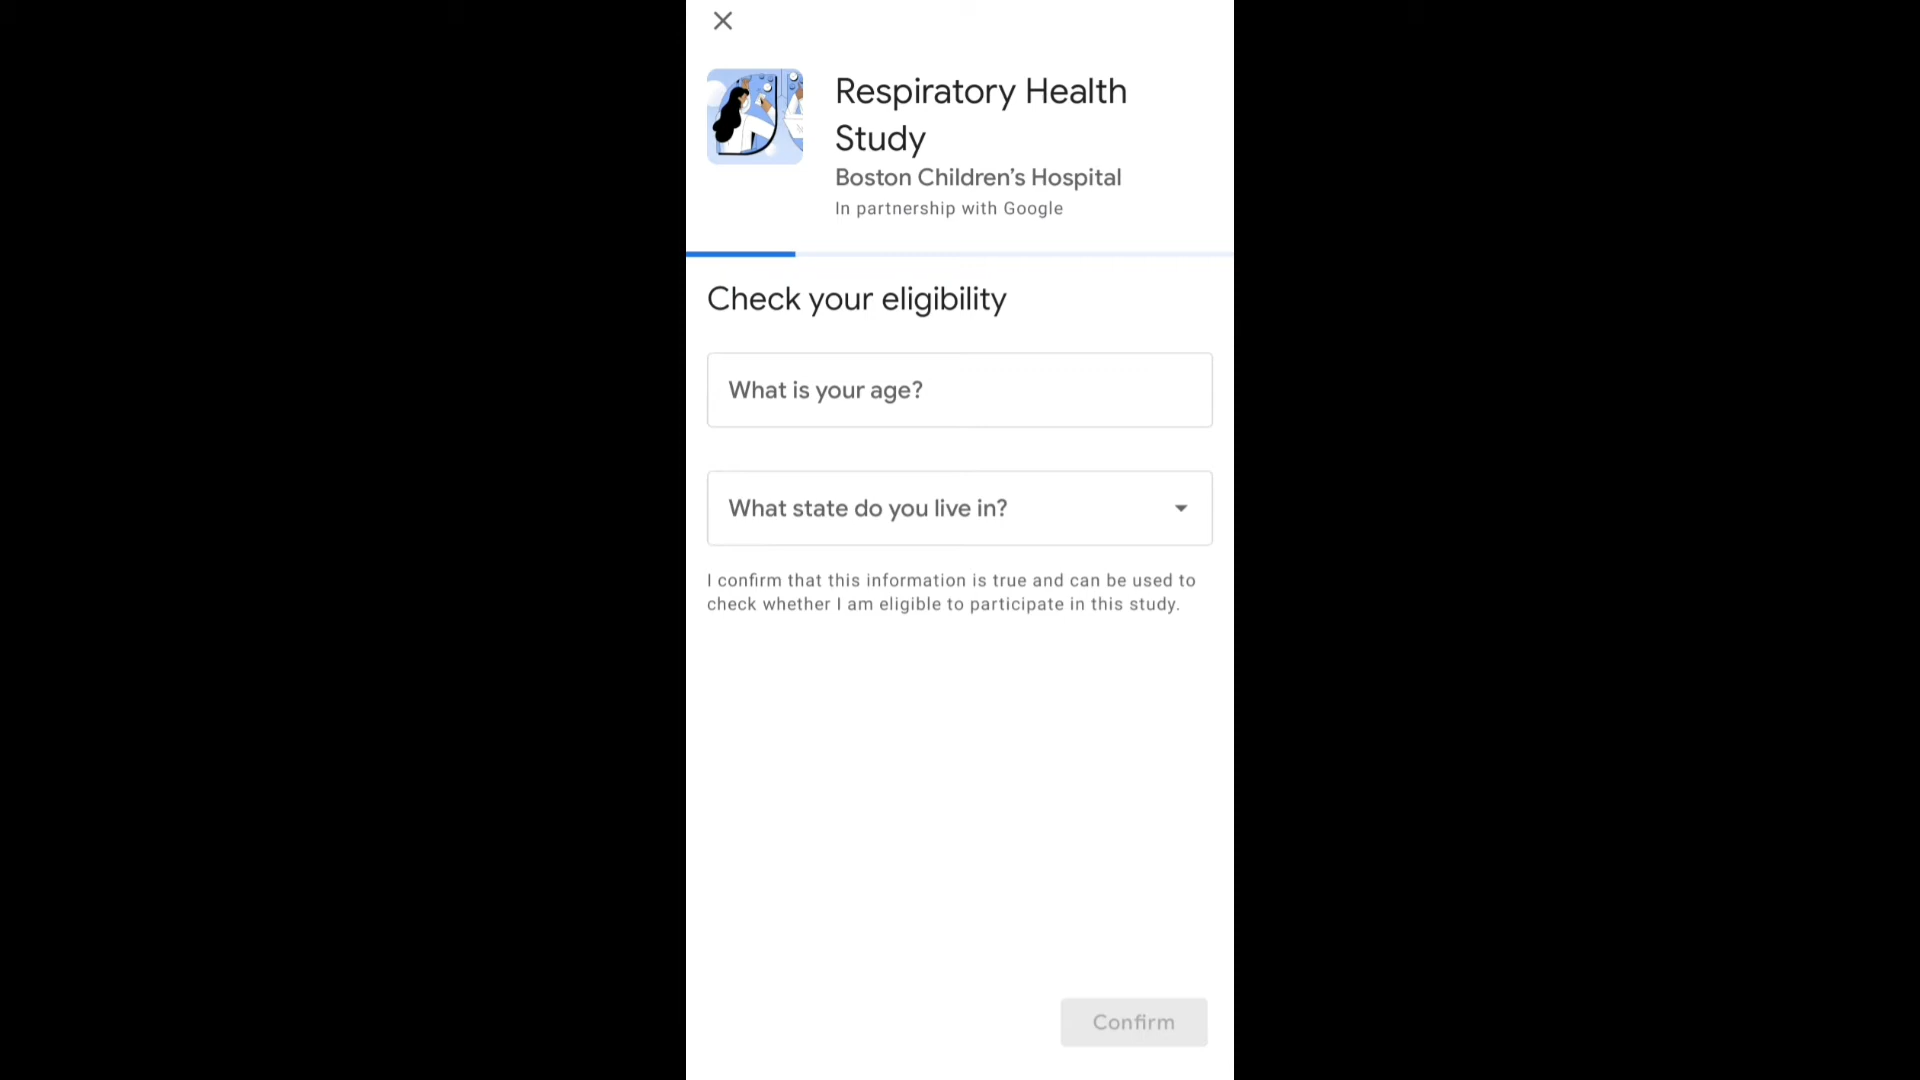 Respiratory Health
Study
Boston Children’s Hospital
In partnership with Google
Check your eligibility
What is your age?
What state do you live in?
I confirm that this information is true and can be used to
check whether I am eligible to participate in this study.
Confirm